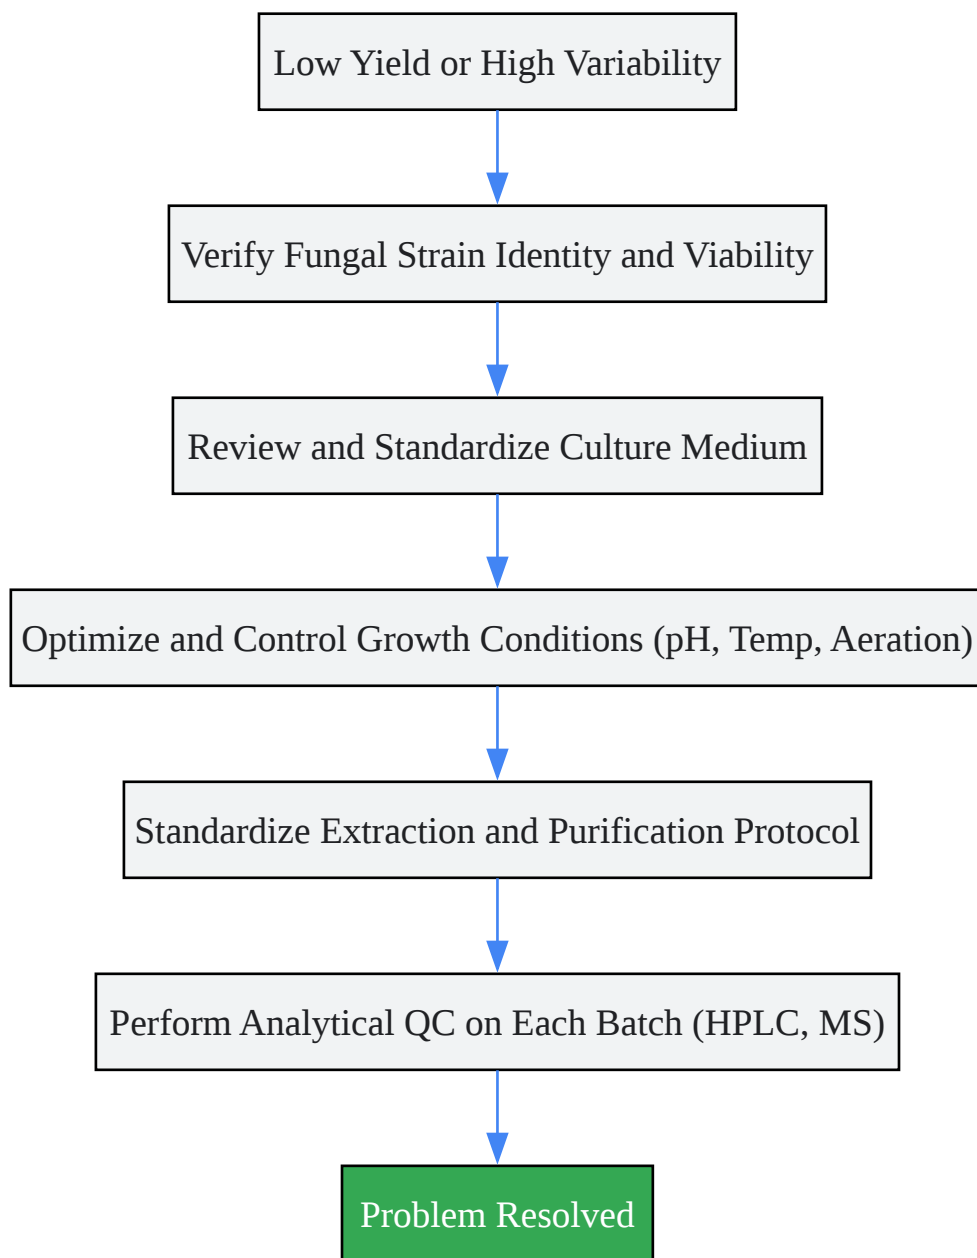 Low Yield or High Variability
Verify Fungal Strain Identity and Viability
Review and Standardize Culture Medium
Optimize and Control Growth Conditions (pH, Temp, Aeration)
Standardize Extraction and Purification Protocol
Perform Analytical QC on Each Batch (HPLC, MS)
Problem Resolved